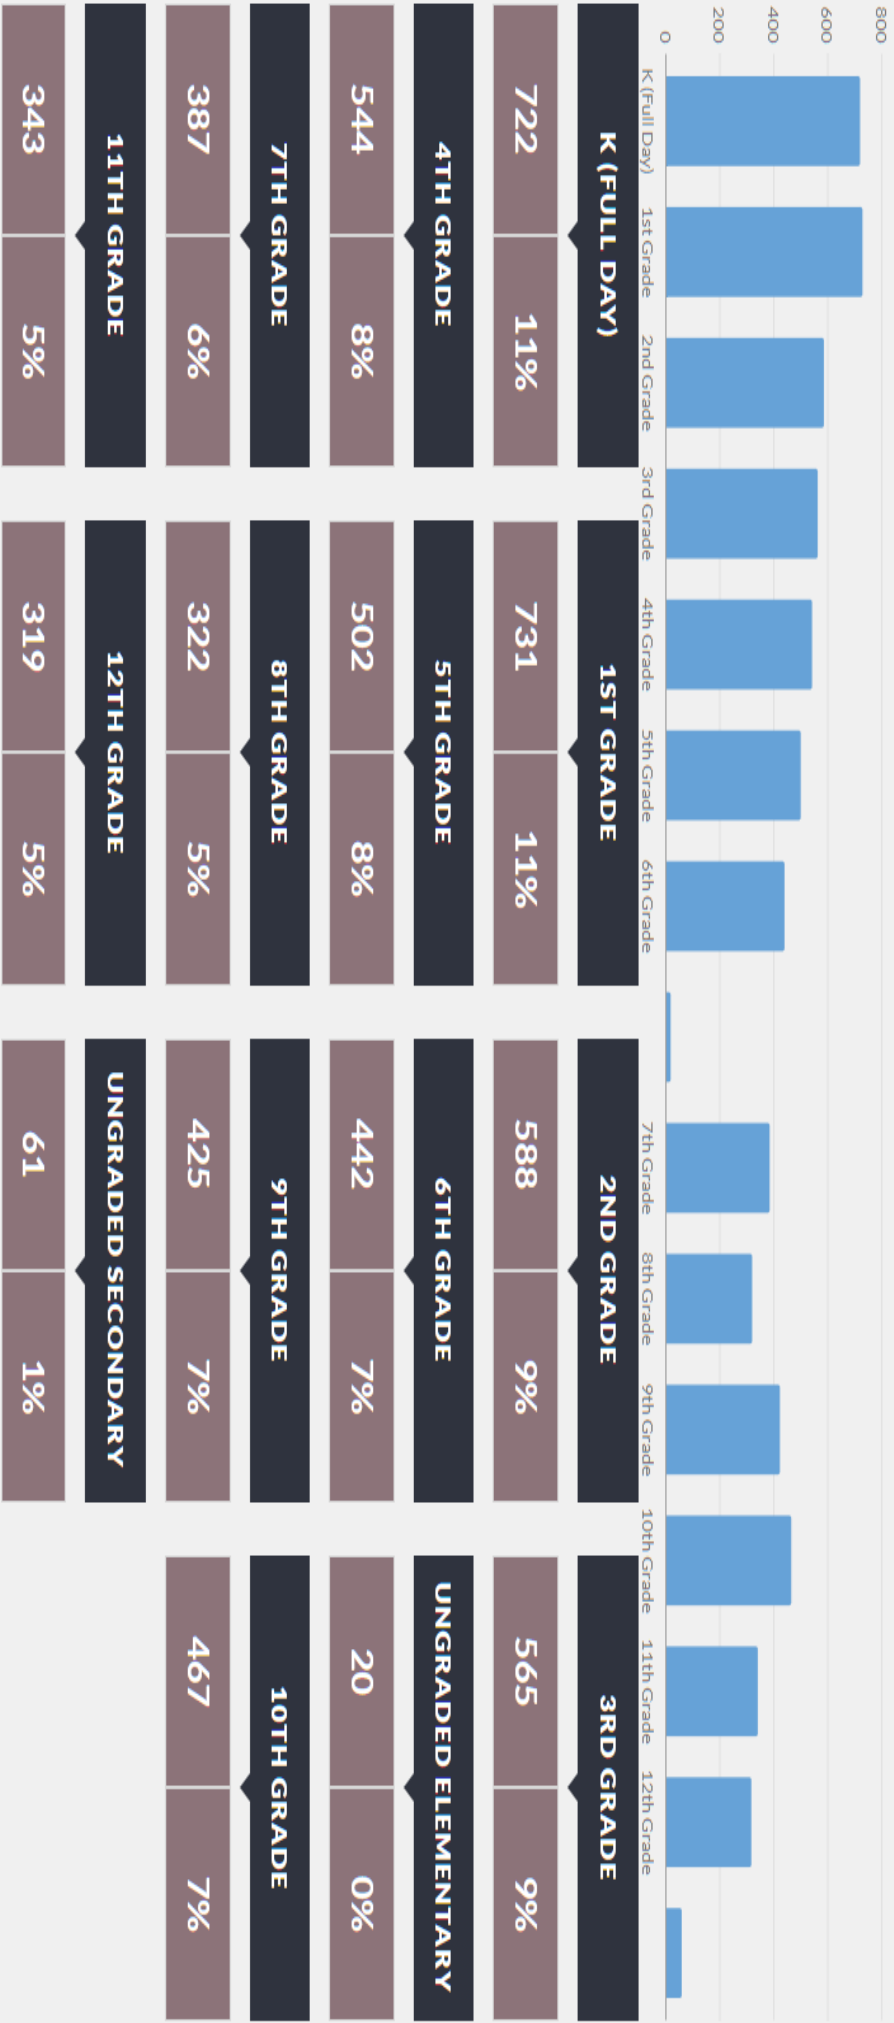 800
600
400
200
0
K (Full Day)
1st Grade
2nd Grade
3rd Grade
4th Grade
5th Grade
6th Grade
7th Grade
8th Grade
9th Grade
10th Grade
11th Grade
12th Grade
K (FULL DAY)
722
11%
1ST GRADE
731
11%
2ND GRADE
588
9%
3RD GRADE
565
9%
4TH GRADE
544
8%
5TH GRADE
502
8%
6TH GRADE
442
7%
UNGRADED ELEMENTARY
20
0%
7TH GRADE
387
6%
8TH GRADE
322
5%
9TH GRADE
425
7%
10TH GRADE
467
7%
11TH GRADE
343
5%
12TH GRADE
319
5%
UNGRADED SECONDARY
61
1%